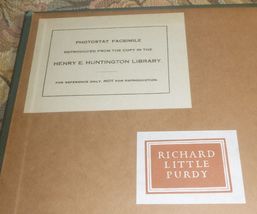 PHOTOSTAT FACSIMILE
REPRODUCED FROM THE COPY IN THE
HENRY E. HUNTINGTON LIBRARY
FOR REFERENCE ONLY, NOT FOR REPRODUCTION.
RICHARD
LITTLE
PURDY